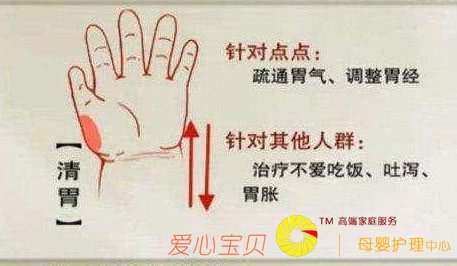 针对点点：
疏通胃气、调整胃经
【清胃】
针对其他人群：
治疗不爱吃饭、吐泻、
胃胀
爱心宝贝
TM 高端家庭服务
母婴护理中心